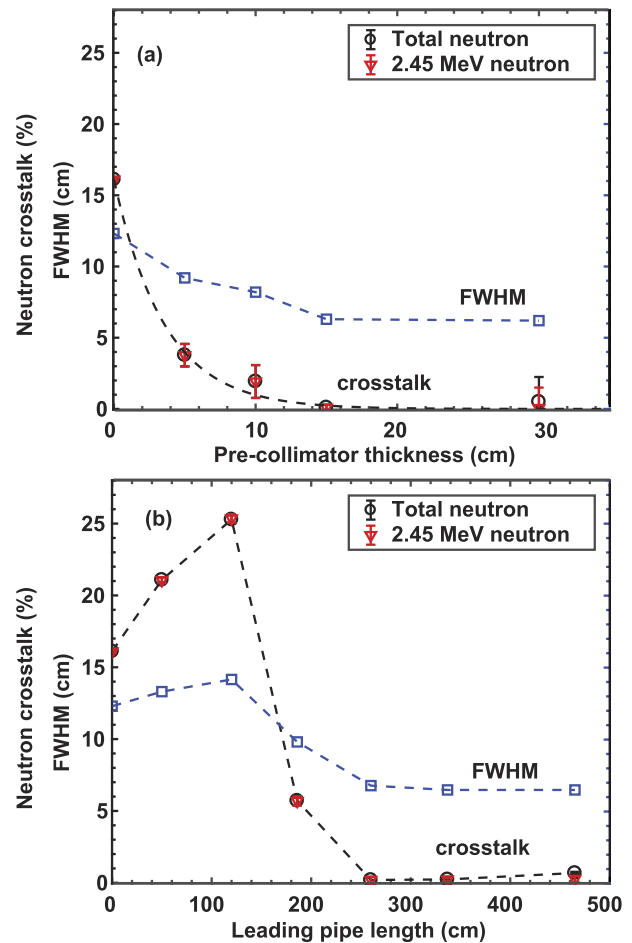 (a)
Total neutron
2.45 MeV neutron
25
20
15
10
5
0
Neutron crosstalk (%)
FWHM (cm)
FWHM
crosstalk
0 10 20 30
Pre-collimator thickness (cm)
(b)
Total neutron
2.45 MeV neutron
25
20
15
10
5
0
Neutron crosstalk (%)
FWHM (cm)
FWHM
crosstalk
0 100 200 300 400 500
Leading pipe length (cm)